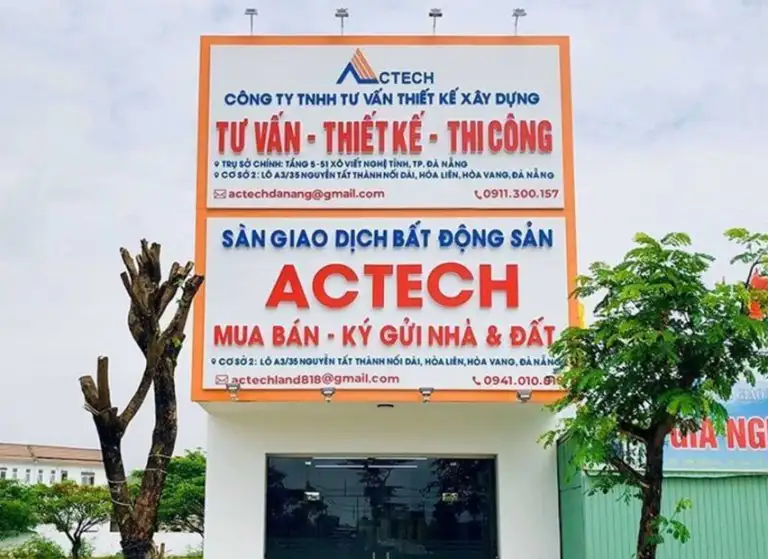 ACTECH
CÔNG TY TNHH TƯ VẤN THIẾT KẾ XÂY DỰNG
TƯ VẤN - THIẾT KẾ - THI CÔNG
TRỤ SỞ CHÍNH: TẦNG 5-51 XÔ VIẾT NGHỆ TĨNH, TP. ĐÀ NẴNG
CƠ SỞ 2: LÔ A3/35 NGUYỄN TẤT THÀNH NỐI DÀI, HÒA LIÊN, HÒA VANG, ĐÀ NẴNG
actechdanang@gmail.com 0911.300.157
SÀN GIAO DỊCH BẤT ĐỘNG SẢN
ACTECH
MUA BÁN - KÝ GỬI NHÀ & ĐẤT
CƠ SỞ 2: LÔ A3/35 NGUYỄN TẤT THÀNH NỐI DÀI, HÒA LIÊN, HÒA VANG, ĐÀ NẴNG
actechland818@gmail.com 0941.010.818
GIAO
GIA